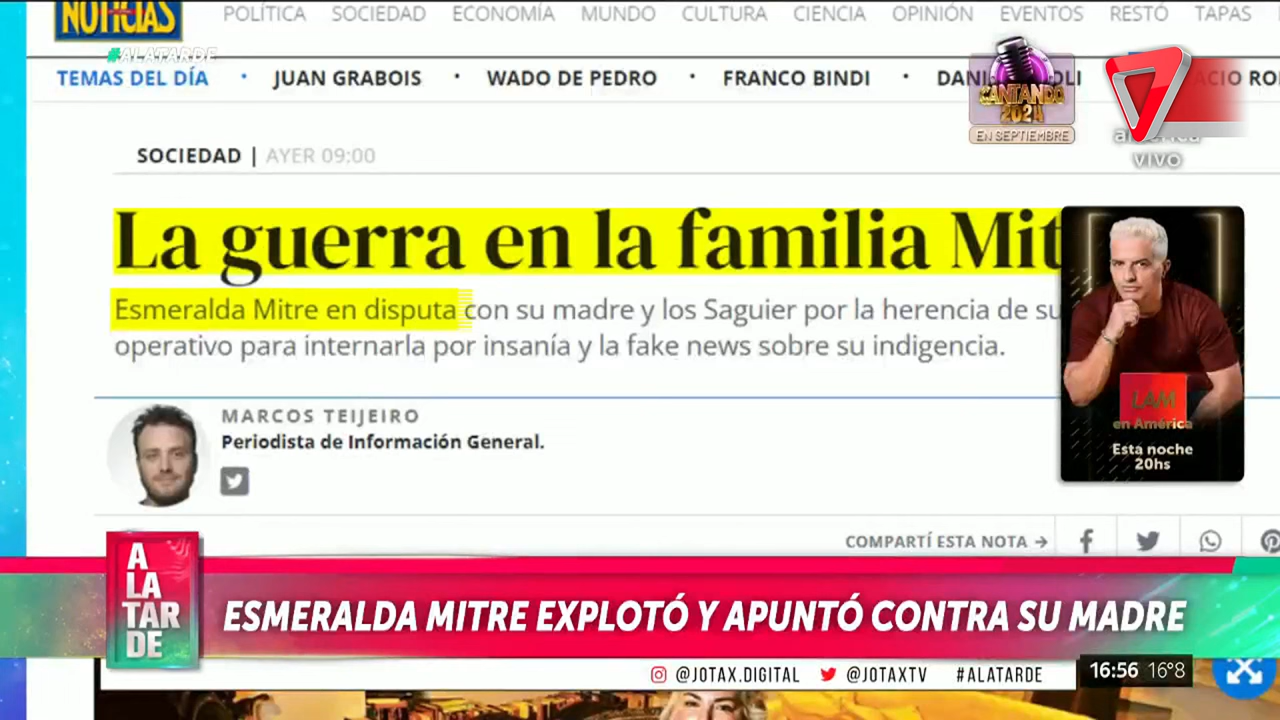 NOTICIAS
POLÍTICA SOCIEDAD ECONOMÍA MUNDO CULTURA CIENCIA OPINIÓN EVENTOS RESTÓ TAPAS
#ALATARDE
TEMAS DEL DÍA • JUAN GRABOIS • WADO DE PEDRO • FRANCO BINDI •
CANTANDO
2024
EN SEPTIEMBRE
américa
VIVO
SOCIEDAD | AYER 09:00
La guerra en la familia Mit
Esmeralda Mitre en disputa con su madre y los Saguier por la herencia de su
operativo para internarla por insanía y la fake news sobre su indigencia.
MARCOS TEIJEIRO
Periodista de Información General.
LAM
en América
Esta noche
20hs
COMPARTÍ ESTA NOTA →
A
LA
TAR
DE
ESMERALDA MITRE EXPLOTÓ Y APUNTÓ CONTRA SU MADRE
@JOTAX.DIGITAL @JOTAXTV #ALATARDE
16:56 16°8